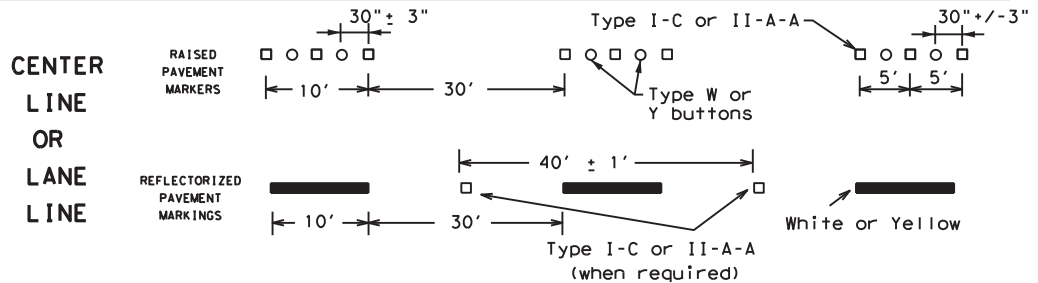 CENTER
LINE
OR
LANE
LINE
RAISED
PAVEMENT
MARKERS
30"± 3"
10'
30'
Type I-C or II-A-A
Type W or
Y buttons
30"+/-3"
5'
5'
REFLECTORIZED
PAVEMENT
MARKINGS
10'
30'
40' ± 1'
Type I-C or II-A-A
(when required)
White or Yellow